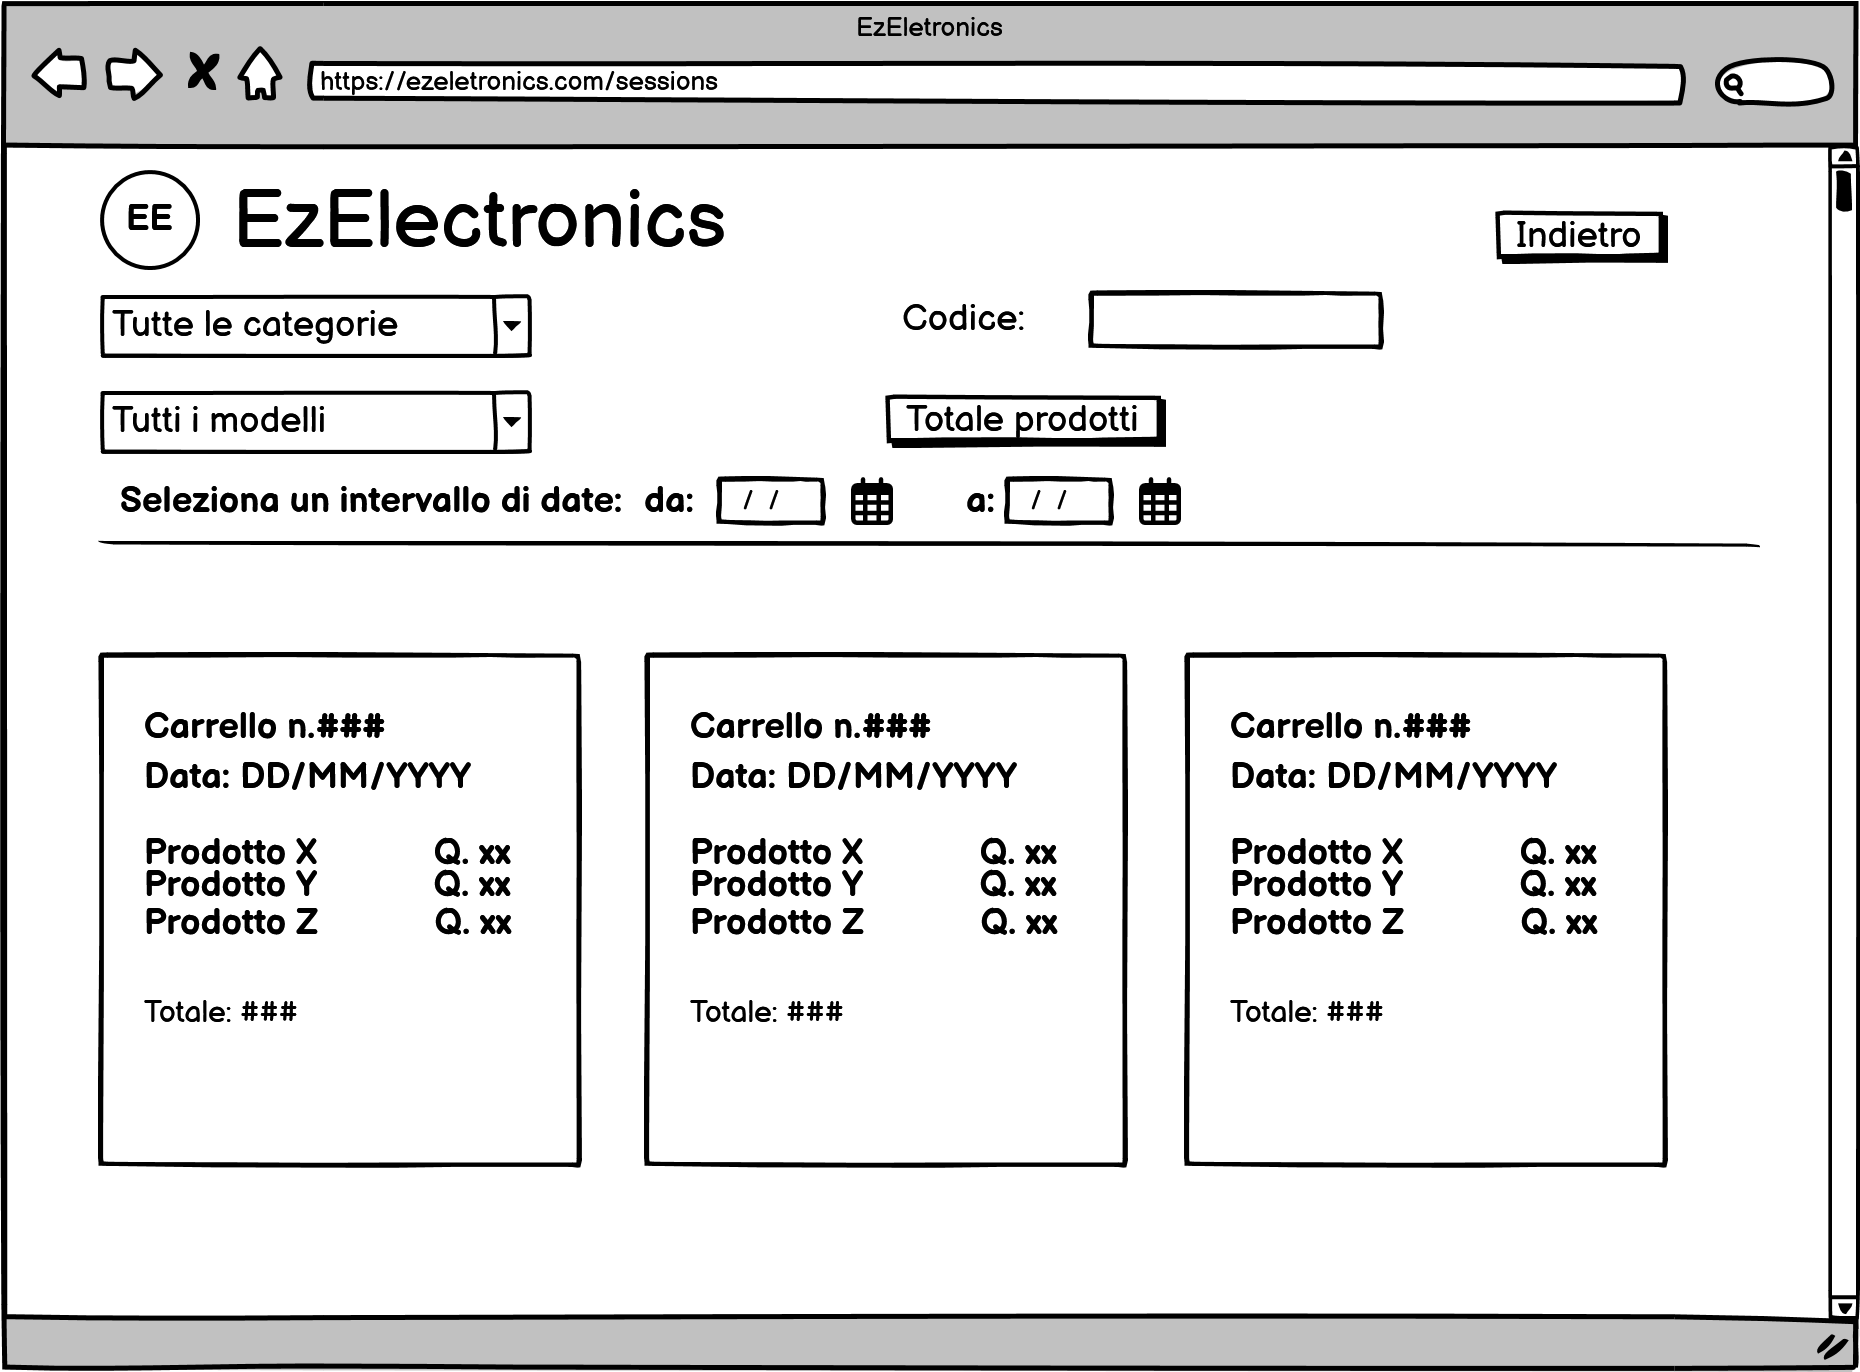 EzEletronics
https://ezeletronics.com/sessions
EE
EzElectronics
Indietro
Tutte le categorie
Codice:
Tutti i modelli
Totale prodotti
Seleziona un intervallo di date: da: / / a: / /
Carrello n.###
Data: DD/MM/YYYY
Prodotto X Q. xx
Prodotto Y Q. xx
Prodotto Z Q. xx
Totale: ###
Carrello n.###
Data: DD/MM/YYYY
Prodotto X Q. xx
Prodotto Y Q. xx
Prodotto Z Q. xx
Totale: ###
Carrello n.###
Data: DD/MM/YYYY
Prodotto X Q. xx
Prodotto Y Q. xx
Prodotto Z Q. xx
Totale: ###